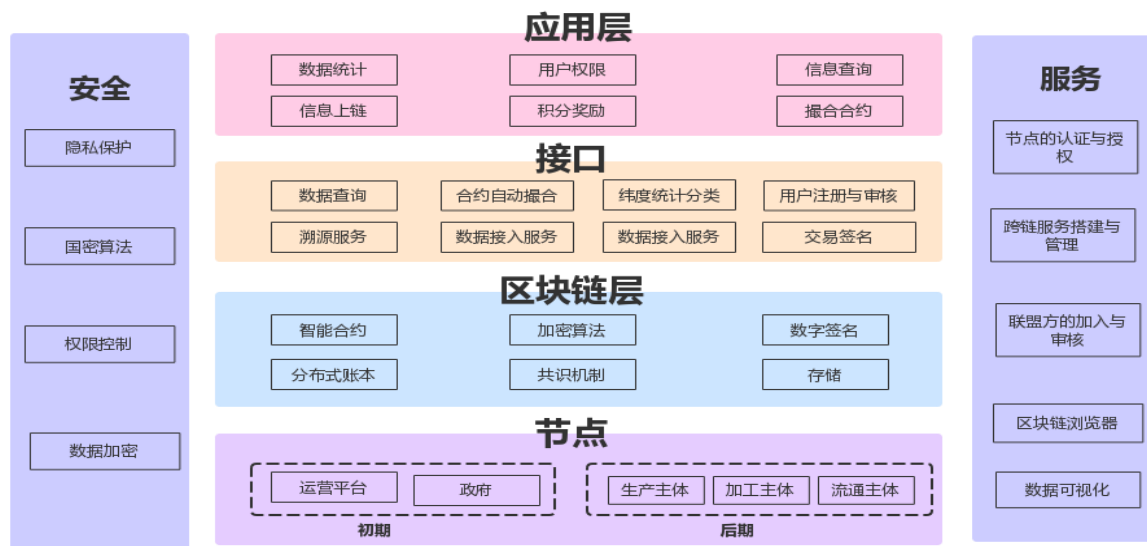 安全
隐私保护
国密算法
权限控制
数据加密
应用层
数据统计
用户权限
信息查询
信息上链
积分奖励
撮合合约
接口
数据查询
合约自动撮合
纬度统计分类
用户注册与审核
溯源服务
数据接入服务
数据接入服务
交易签名
区块链层
智能合约
加密算法
数字签名
分布式账本
共识机制
存储
节点
运营平台
政府
初期
生产主体
加工主体
流通主体
后期
服务
节点的认证与授
权
跨链服务搭建与
管理
联盟方的加入与
审核
区块链浏览器
数据可视化